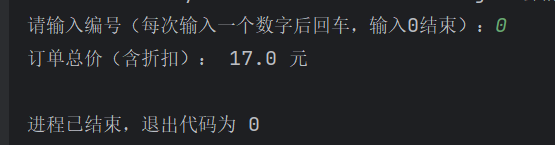 请输入编号（每次输入一个数字后回车，输入0结束）：0
订单总价（含折扣）： 17.0 元
进程已结束，退出代码为 0